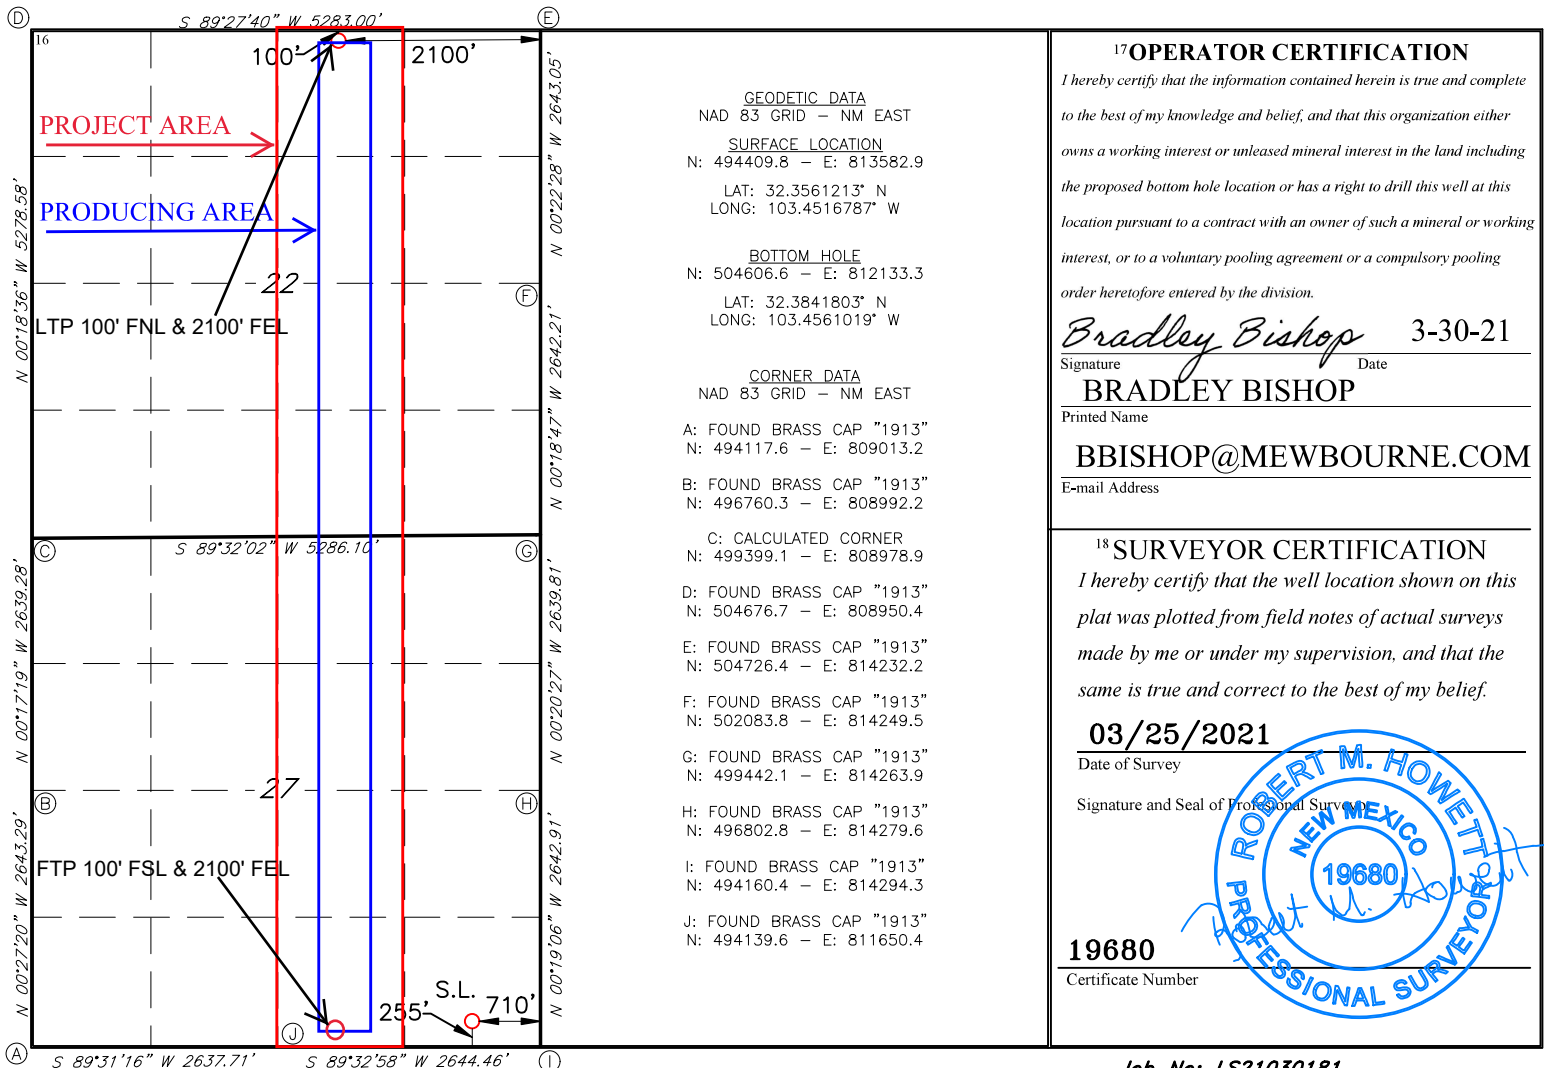 D
S 89°27'40" W 5283.00'
E
16
100'
2100'
PROJECT AREA
PRODUCING AREA
22
LTP 100' FNL & 2100' FEL
F
N 00°18'36" W 5278.58'
N 00°22'28" W 2643.05'
N 00°18'47" W 2642.21'
C
S 89°32'02" W 5286.10'
G
N 00°17'19" W 2639.28'
N 00°20'27" W 2639.81'
27
B
H
FTP 100' FSL & 2100' FEL
N 00°27'20" W 2643.29'
N 00°19'06" W 2642.91'
S.L.
255'
710'
J
A
S 89°31'16" W 2637.71'
S 89°32'58" W 2644.46'
I
GEODETIC DATA
NAD 83 GRID – NM EAST
SURFACE LOCATION
N: 494409.8 – E: 813582.9
LAT: 32.3561213° N
LONG: 103.4516787° W
BOTTOM HOLE
N: 504606.6 – E: 812133.3
LAT: 32.3841803° N
LONG: 103.4561019° W
CORNER DATA
NAD 83 GRID – NM EAST
A: FOUND BRASS CAP "1913"
N: 494117.6 – E: 809013.2
B: FOUND BRASS CAP "1913"
N: 496760.3 – E: 808992.2
C: CALCULATED CORNER
N: 499399.1 – E: 808978.9
D: FOUND BRASS CAP "1913"
N: 504676.7 – E: 808950.4
E: FOUND BRASS CAP "1913"
N: 504726.4 – E: 814232.2
F: FOUND BRASS CAP "1913"
N: 502083.8 – E: 814249.5
G: FOUND BRASS CAP "1913"
N: 499442.1 – E: 814263.9
H: FOUND BRASS CAP "1913"
N: 496802.8 – E: 814279.6
I: FOUND BRASS CAP "1913"
N: 494160.4 – E: 814294.3
J: FOUND BRASS CAP "1913"
N: 494139.6 – E: 811650.4
17 OPERATOR CERTIFICATION
I hereby certify that the information contained herein is true and complete
to the best of my knowledge and belief, and that this organization either
owns a working interest or unleased mineral interest in the land including
the proposed bottom hole location or has a right to drill this well at this
location pursuant to a contract with an owner of such a mineral or working
interest, or to a voluntary pooling agreement or a compulsory pooling
order heretofore entered by the division.
Bradley Bishop 3-30-21
Signature Date
BRADLEY BISHOP
Printed Name
BBISHOP@MEWBOURNE.COM
E-mail Address
18 SURVEYOR CERTIFICATION
I hereby certify that the well location shown on this
plat was plotted from field notes of actual surveys
made by me or under my supervision, and that the
same is true and correct to the best of my belief.
03/25/2021
Date of Survey
Signature and Seal of Professional Surveyor
ROBERT M. HOWETT
NEW MEXICO
19680
PROFESSIONAL SURVEYOR
Robert M. Howett
19680
Certificate Number
Job No: LS21030181